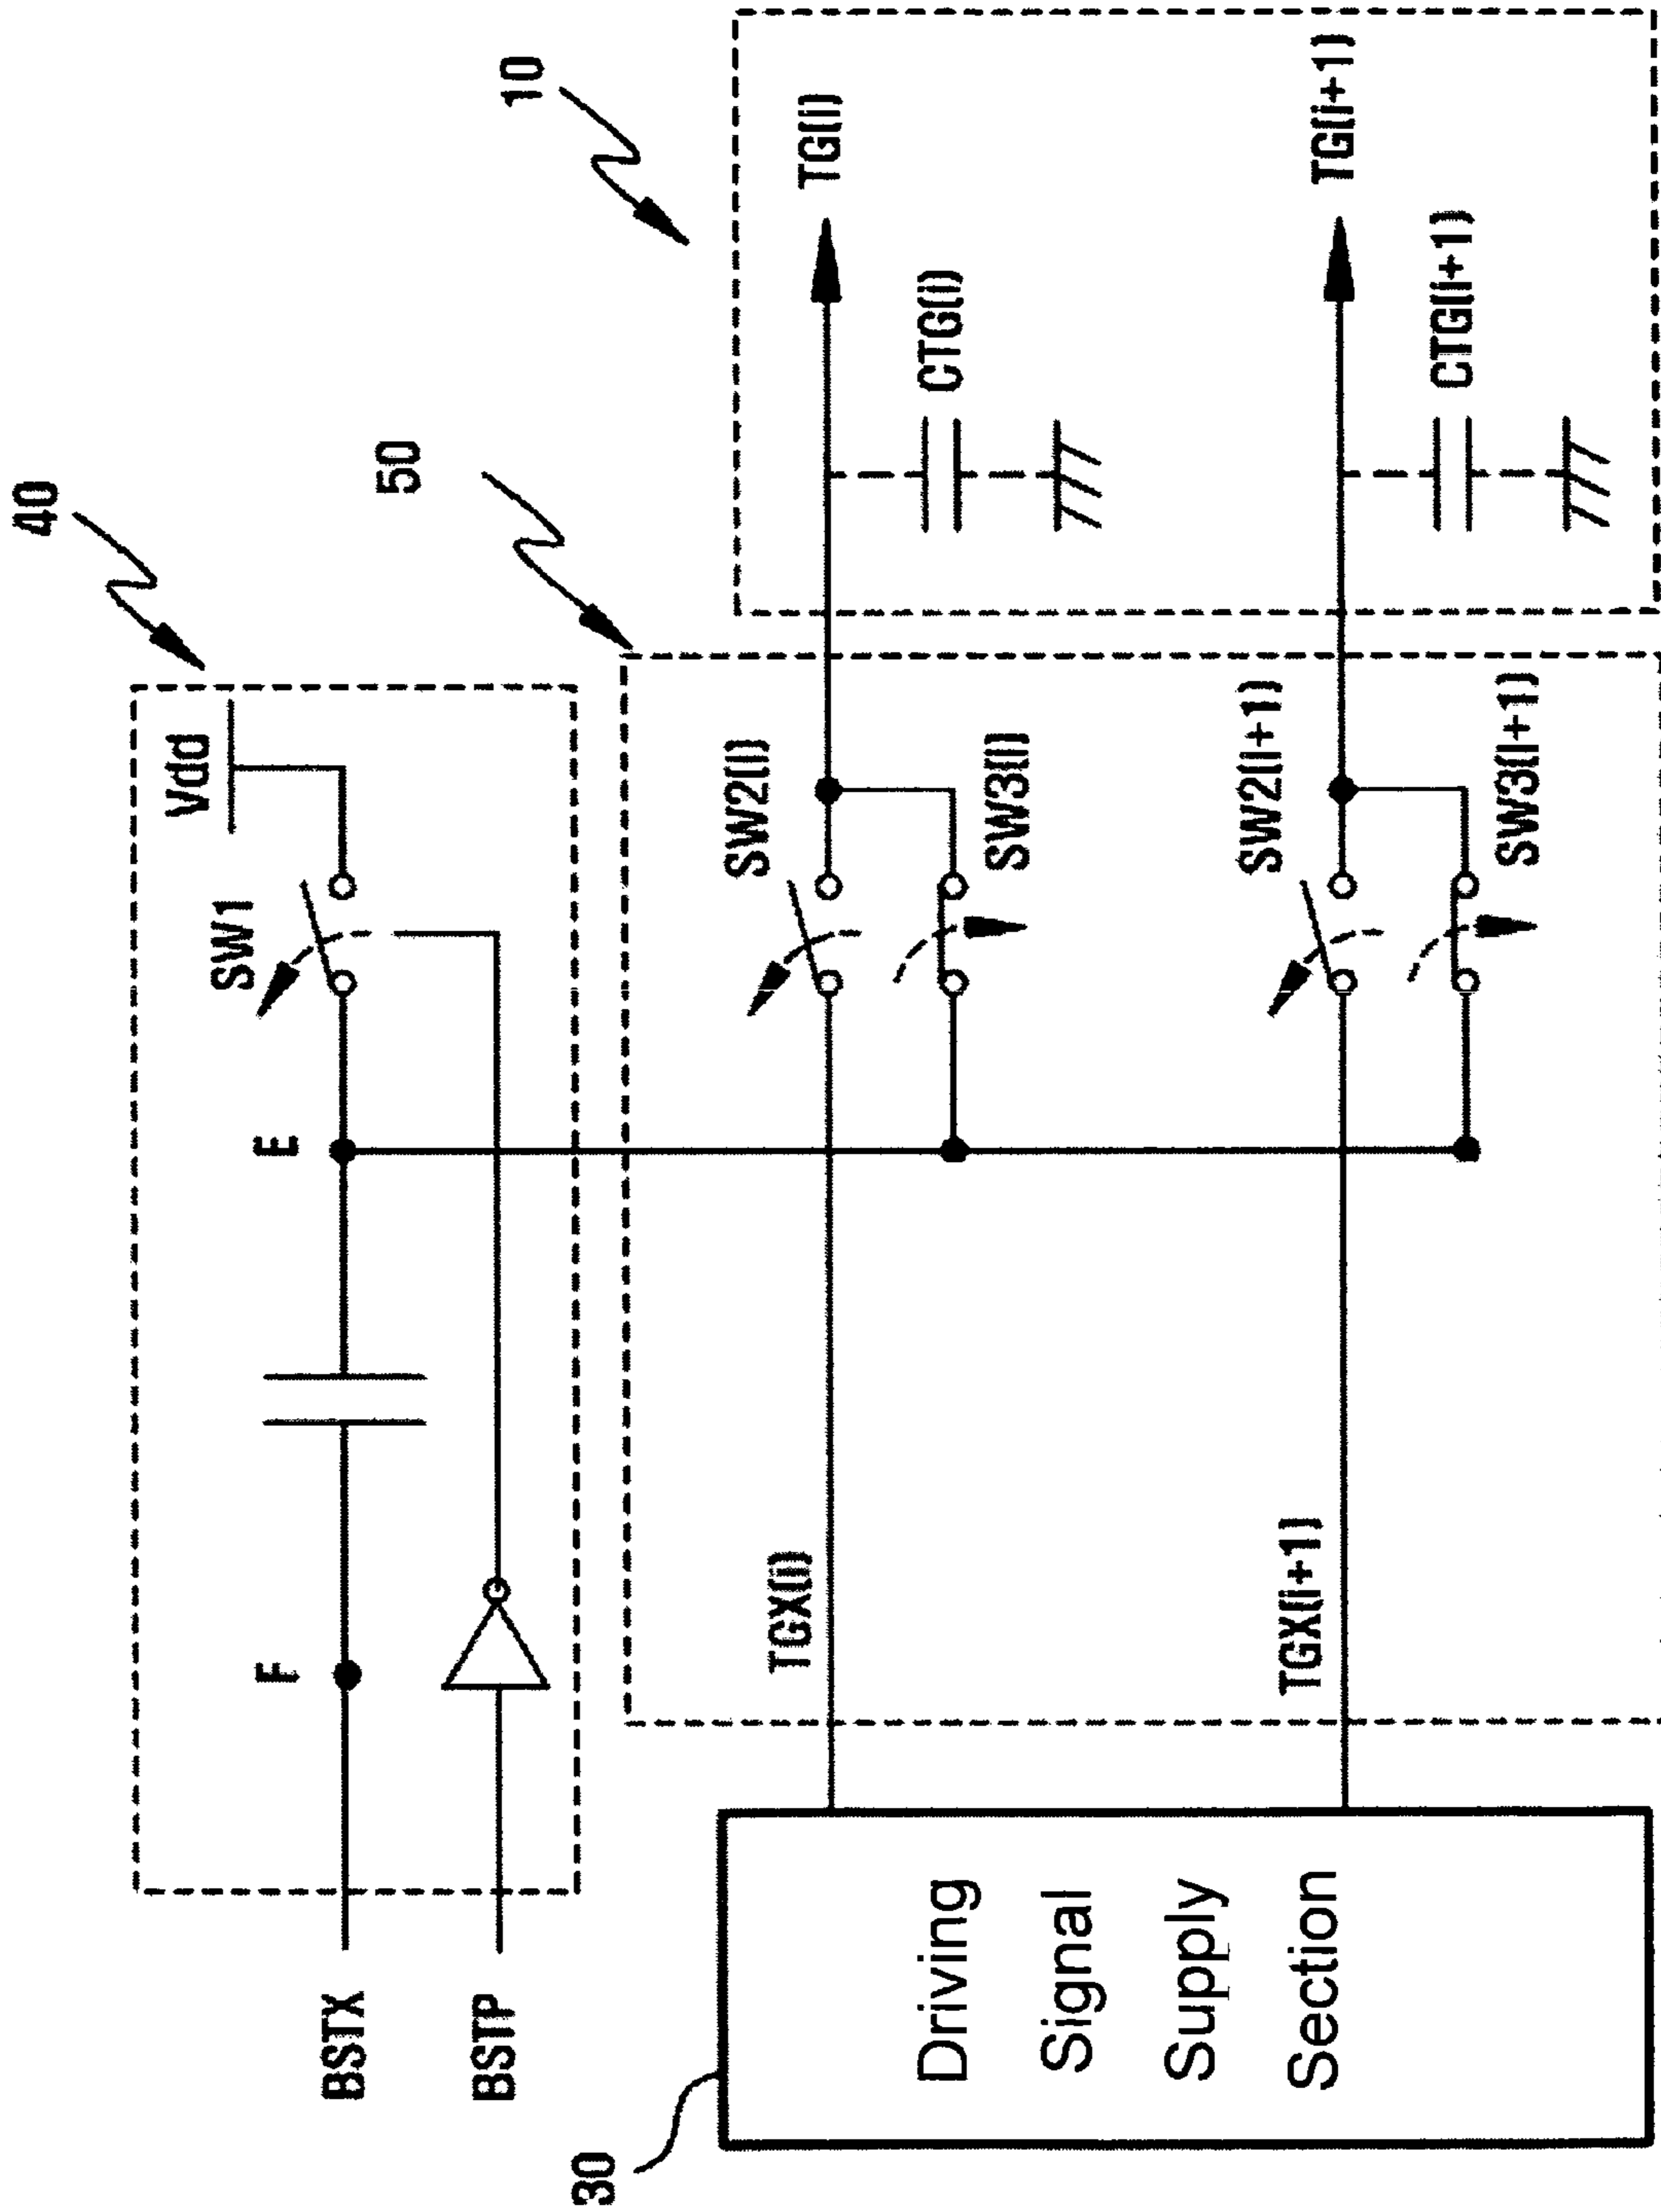 40
10
50
Vdd
SW1
E
F
BSTX
BSTP
TG(i)
CTG(i)
SW2(i)
SW3(i)
TGX(i)
TG(i+1)
CTG(i+1)
SW2(i+1)
SW3(i+1)
TGX(i+1)
30
Driving
Signal
Supply
Section